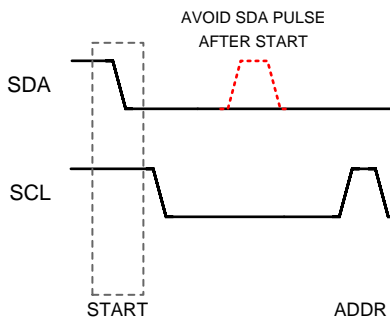 AVOID SDA PULSE
AFTER START
SDA
SCL
START
ADDR